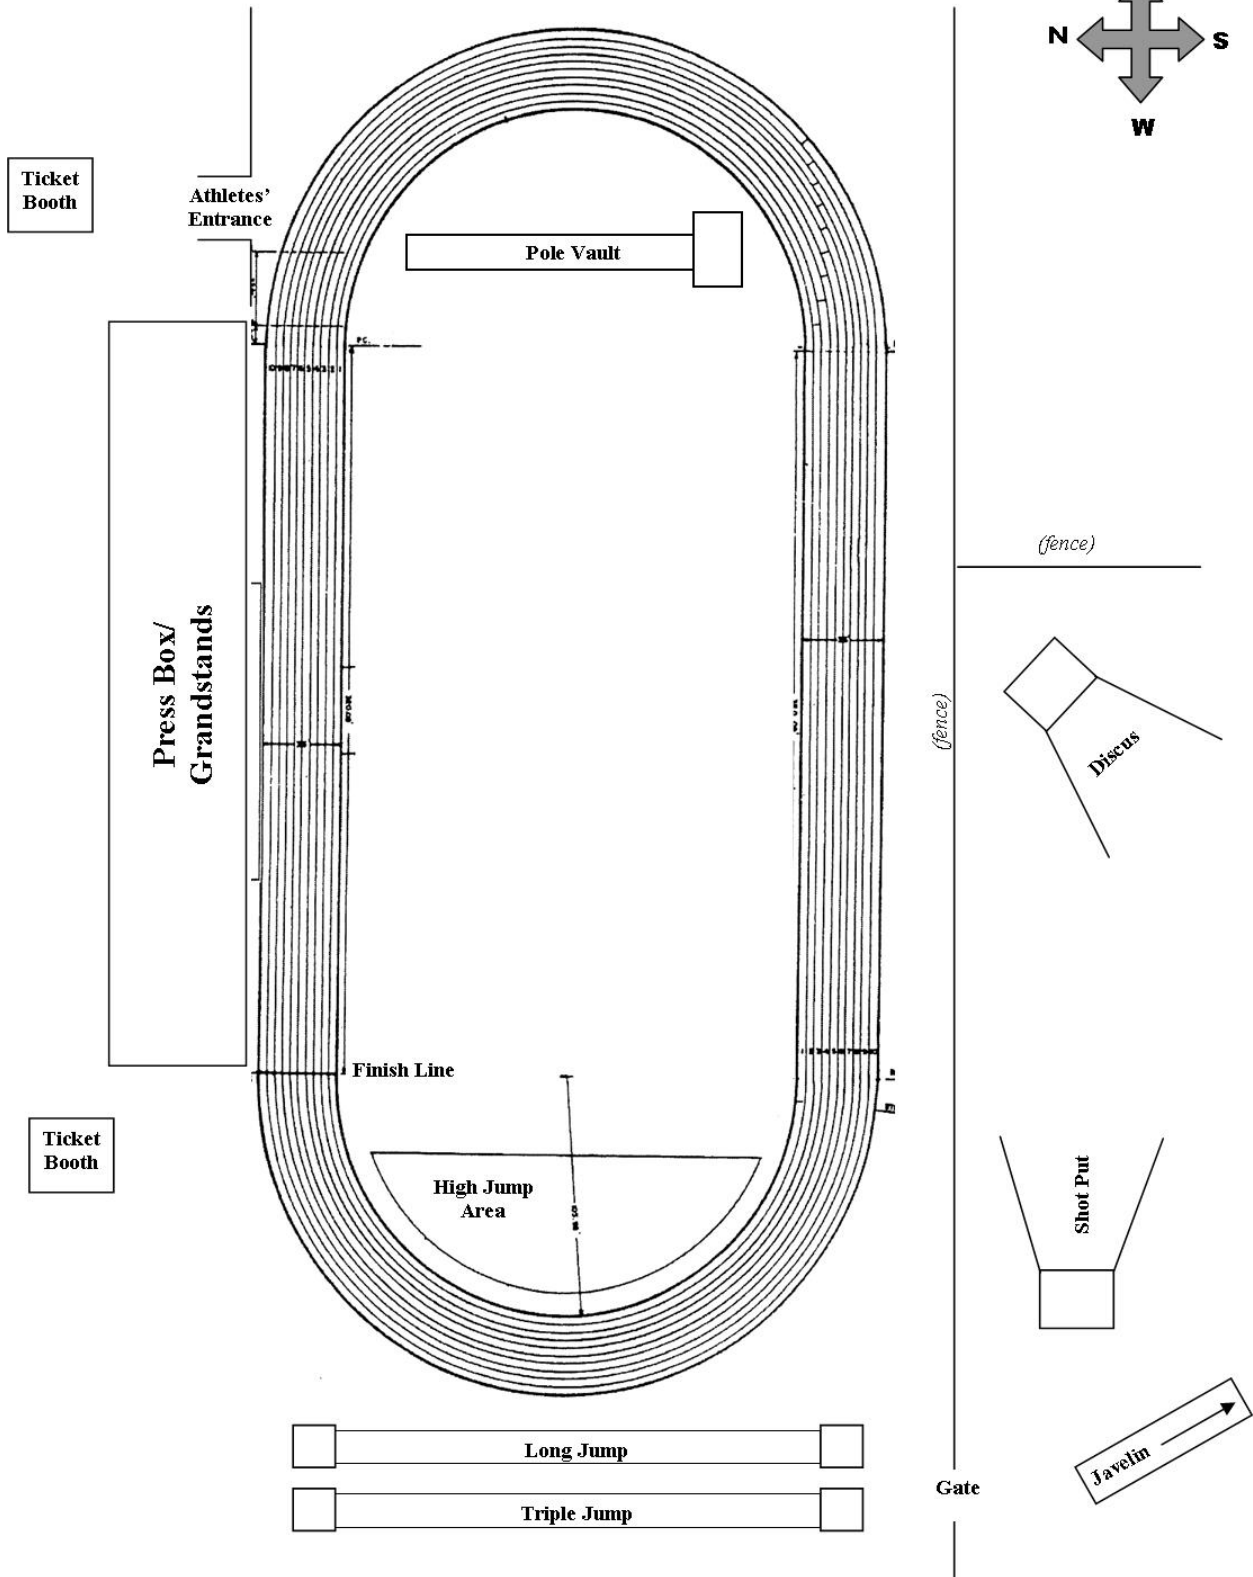 N
S
W
Ticket
Booth
Athletes’
Entrance
Pole Vault
P.C.
(fence)
Press Box/
Grandstands
(fence)
Discus
Finish Line
Ticket
Booth
High Jump
Area
Shot Put
Long Jump
Javelin
Gate
Triple Jump